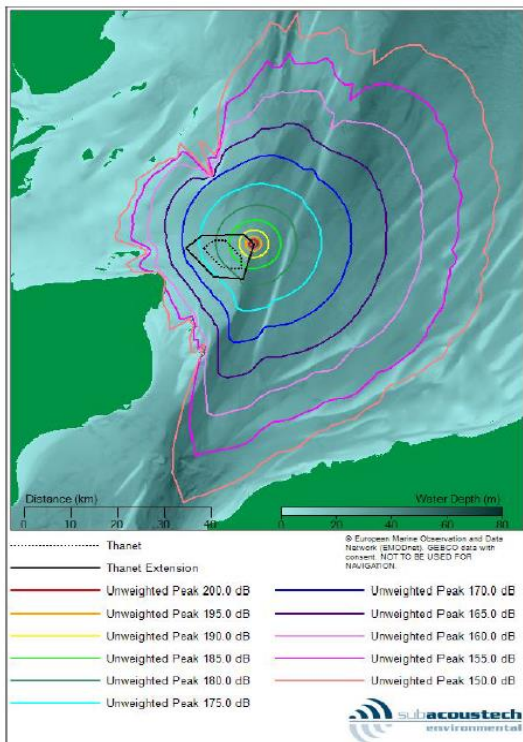 Distance (km)
Water Depth (m)
0 20 40
0 20 40 60 80
Thanet
Thanet Extension
® European Marine Observation and Data
Network (EMODnet). GEBCO data with
consent. NOT TO BE USED FOR
NAVIGATION.
Unweighted Peak 200.0 dB
Unweighted Peak 195.0 dB
Unweighted Peak 190.0 dB
Unweighted Peak 185.0 dB
Unweighted Peak 180.0 dB
Unweighted Peak 175.0 dB
Unweighted Peak 170.0 dB
Unweighted Peak 165.0 dB
Unweighted Peak 160.0 dB
Unweighted Peak 155.0 dB
Unweighted Peak 150.0 dB
subacoustech
environmental